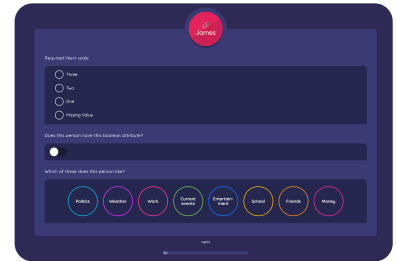 James
Required likert scale
Three
Two
One
Missing Value
Does this person have this boolean attribute?
Which of these does this person like?
Politics
Weather
Work
Current
events
Entertain-
ment
School
Friends
Money